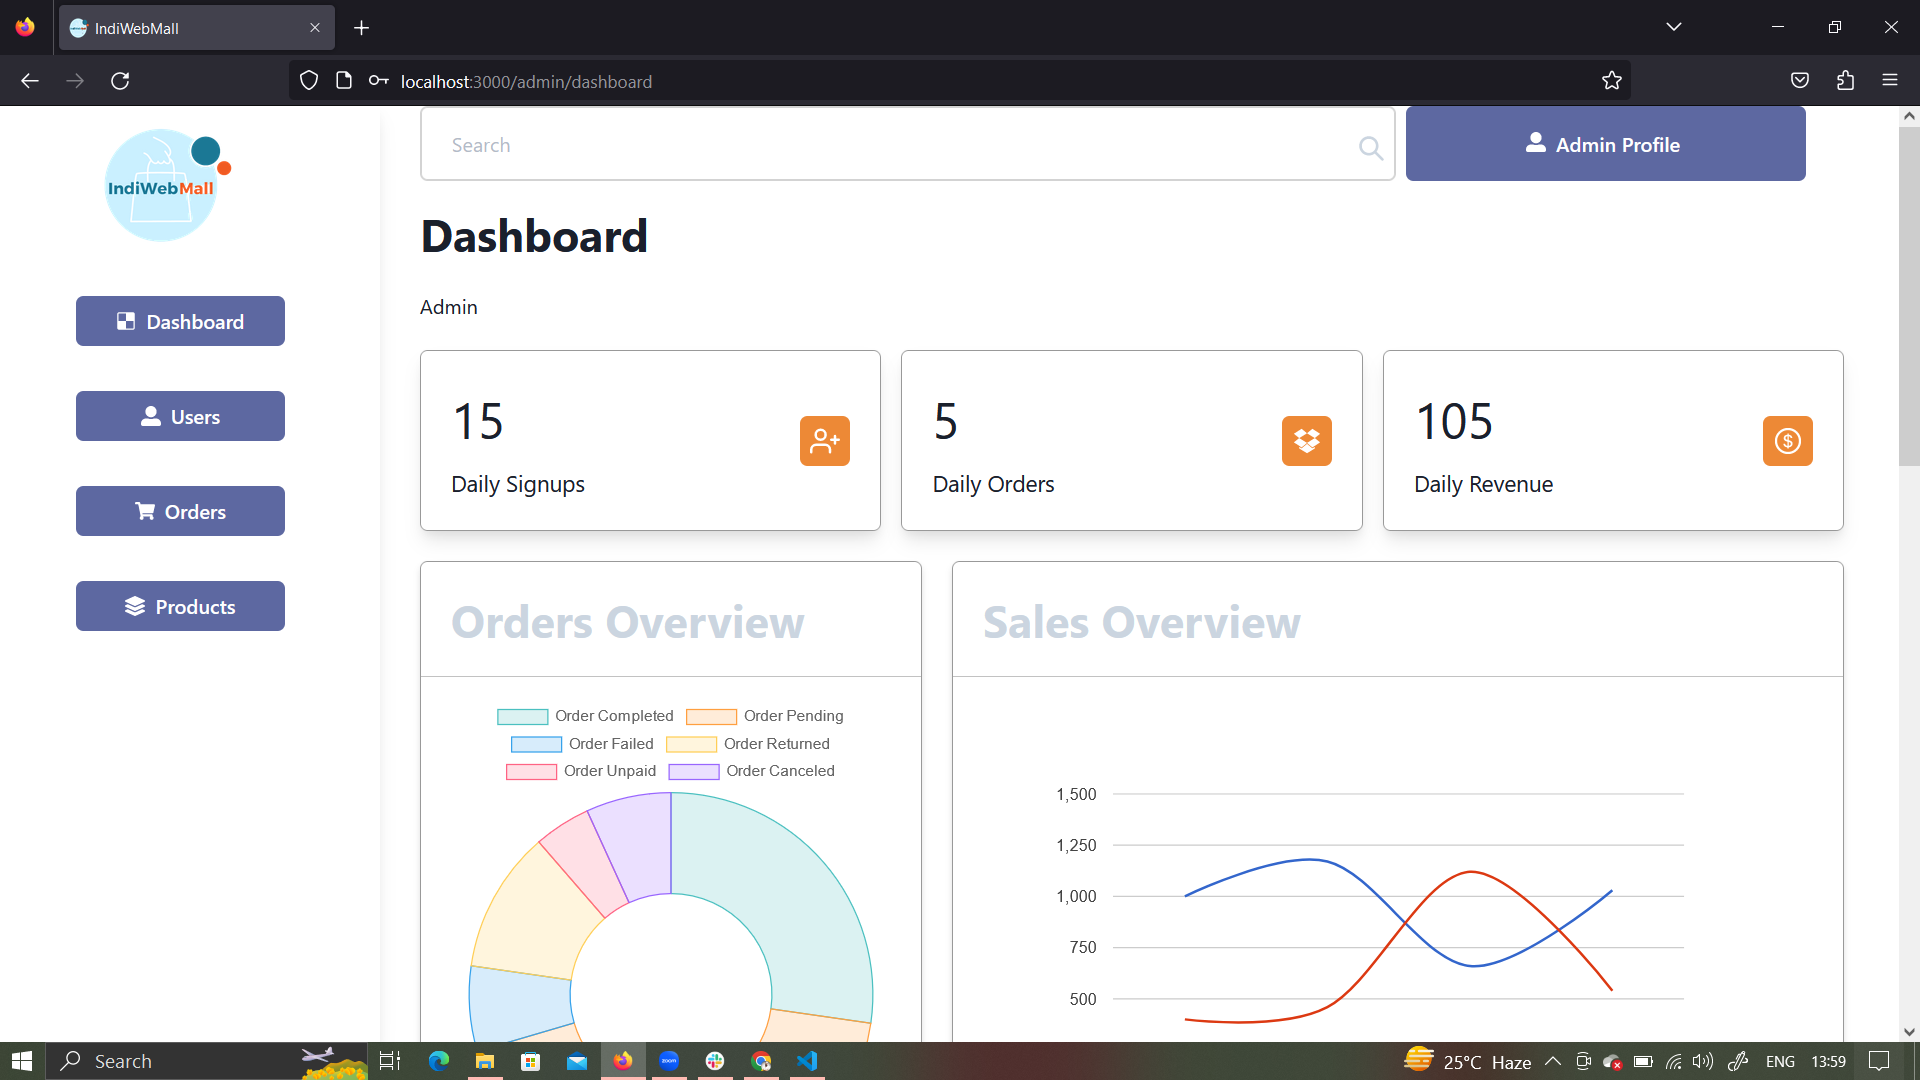 IndiWebMall
localhost:3000/admin/dashboard
IndiWebMall
Search
Admin Profile
Dashboard
Admin
Dashboard
Users
Orders
Products
15
Daily Signups
5
Daily Orders
105
Daily Revenue
Orders Overview
Order Completed Order Pending
Order Failed Order Returned
Order Unpaid Order Canceled
Sales Overview
1,500
1,250
1,000
750
500
Search
zoom
25°C Haze
ENG
13:59